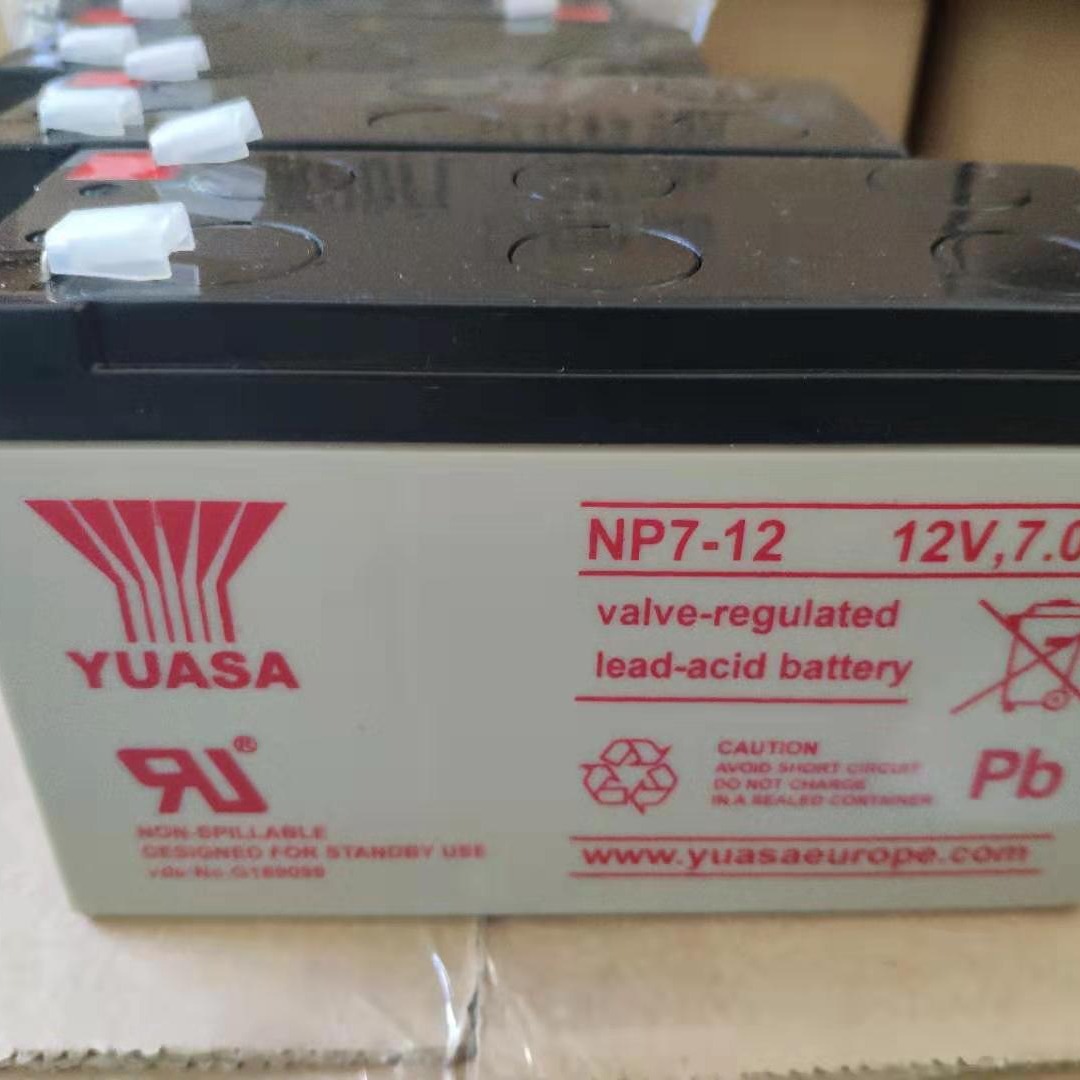 YUASA
®
NON-SPILLABLE
DESIGNED FOR STANDBY USE
NP7-12 12V,7.0
valve-regulated
lead-acid battery
CAUTION
AVOID SHORT CIRCUIT
DO NOT CHARGE
IN A SEALED CONTAINER
Pb
www.yuasaeurope.com